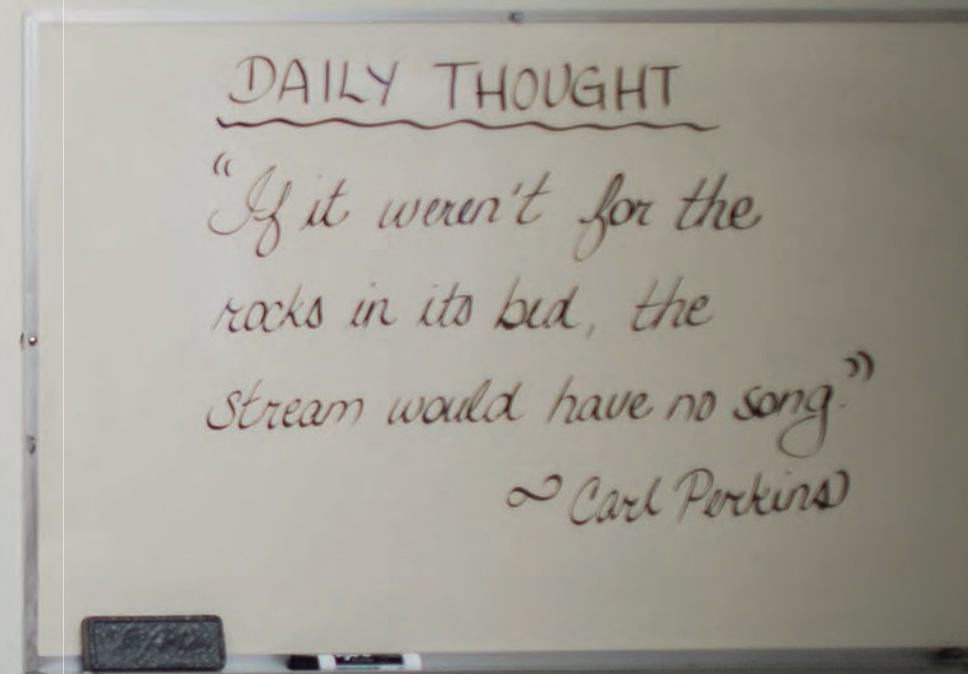 DAILY THOUGHT
"If it weren't for the
rocks in its bed, the
stream would have no song."
~ Carl Perkins